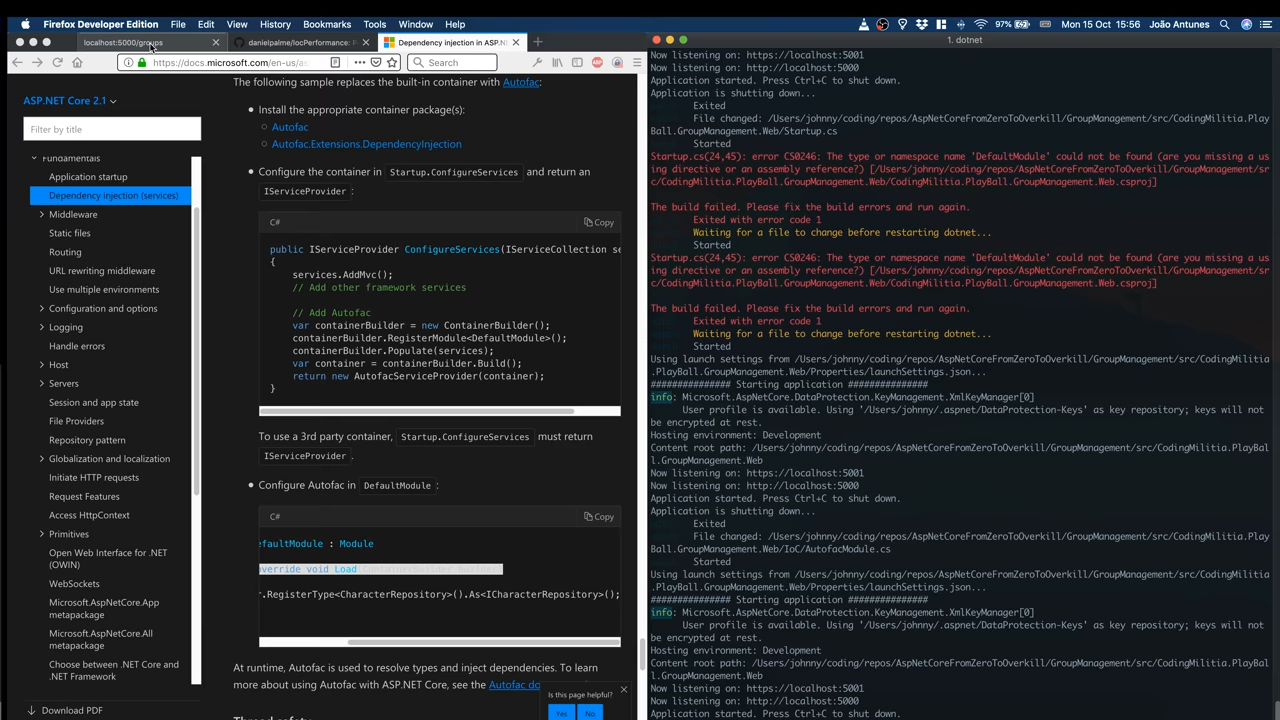 Firefox Developer Edition File Edit View History Bookmarks Tools Window Help 97% Mon 15 Oct 15:56 João Antunes
localhost:5000/groups
danielpalme/IocPerformance: P
Dependency injection in ASP.N
1. dotnet
https://docs.microsoft.com/en-us/as
Search
ASP.NET Core 2.1
Filter by title
Fundamentals
Application startup
Dependency injection (services)
Middleware
Static files
Routing
URL rewriting middleware
Use multiple environments
Configuration and options
Logging
Handle errors
Host
Servers
Session and app state
File Providers
Repository pattern
Globalization and localization
Initiate HTTP requests
Request Features
Access HttpContext
Primitives
Open Web Interface for .NET
(OWIN)
WebSockets
Microsoft.AspNetCore.App
metapackage
Microsoft.AspNetCore.All
metapackage
Choose between .NET Core and
.NET Framework
Download PDF
The following sample replaces the built-in container with Autofac:
Install the appropriate container package(s):
Autofac
Autofac.Extensions.DependencyInjection
Configure the container in Startup.ConfigureServices and return an
IServiceProvider :
C# Copy
public IServiceProvider ConfigureServices(IServiceCollection se
{
services.AddMvc();
// Add other framework services
// Add Autofac
var containerBuilder = new ContainerBuilder();
containerBuilder.RegisterModule<DefaultModule>();
containerBuilder.Populate(services);
var container = containerBuilder.Build();
return new AutofacServiceProvider(container);
}
To use a 3rd party container, Startup.ConfigureServices must return
IServiceProvider .
Configure Autofac in DefaultModule :
C# Copy
efaultModule : Module
verride void Load(ContainerBuilder builder)
r.RegisterType<CharacterRepository>().As<ICharacterRepository>();
At runtime, Autofac is used to resolve types and inject dependencies. To learn
more about using Autofac with ASP.NET Core, see the Autofac do
Thread safety
Is this page helpful?
Yes No
Now listening on: https://localhost:5001
Now listening on: http://localhost:5000
Application started. Press Ctrl+C to shut down.
Application is shutting down...
Exited
File changed: /Users/johnny/coding/repos/AspNetCoreFromZeroToOverkill/GroupManagement/src/CodingMilitia.Play
Ball.GroupManagement.Web/Startup.cs
Started
Startup.cs(24,45): error CS0246: The type or namespace name 'DefaultModule' could not be found (are you missing a us
ing directive or an assembly reference?) [/Users/johnny/coding/repos/AspNetCoreFromZeroToOverkill/GroupManagement/sr
c/CodingMilitia.PlayBall.GroupManagement.Web/CodingMilitia.PlayBall.GroupManagement.Web.csproj]
The build failed. Please fix the build errors and run again.
Exited with error code 1
Waiting for a file to change before restarting dotnet...
Started
Startup.cs(24,45): error CS0246: The type or namespace name 'DefaultModule' could not be found (are you missing a us
ing directive or an assembly reference?) [/Users/johnny/coding/repos/AspNetCoreFromZeroToOverkill/GroupManagement/sr
c/CodingMilitia.PlayBall.GroupManagement.Web/CodingMilitia.PlayBall.GroupManagement.Web.csproj]
The build failed. Please fix the build errors and run again.
Exited with error code 1
Waiting for a file to change before restarting dotnet...
Started
Using launch settings from /Users/johnny/coding/repos/AspNetCoreFromZeroToOverkill/GroupManagement/src/CodingMilitia
.PlayBall.GroupManagement.Web/Properties/launchSettings.json...
############### Starting application ###############
info: Microsoft.AspNetCore.DataProtection.KeyManagement.XmlKeyManager[0]
User profile is available. Using '/Users/johnny/.aspnet/DataProtection-Keys' as key repository; keys will not
be encrypted at rest.
Hosting environment: Development
Content root path: /Users/johnny/coding/repos/AspNetCoreFromZeroToOverkill/GroupManagement/src/CodingMilitia.PlayBal
l.GroupManagement.Web
Now listening on: https://localhost:5001
Now listening on: http://localhost:5000
Application started. Press Ctrl+C to shut down.
Application is shutting down...
Exited
File changed: /Users/johnny/coding/repos/AspNetCoreFromZeroToOverkill/GroupManagement/src/CodingMilitia.Play
Ball.GroupManagement.Web/IoC/AutofacModule.cs
Started
Using launch settings from /Users/johnny/coding/repos/AspNetCoreFromZeroToOverkill/GroupManagement/src/CodingMilitia
.PlayBall.GroupManagement.Web/Properties/launchSettings.json...
############### Starting application ###############
info: Microsoft.AspNetCore.DataProtection.KeyManagement.XmlKeyManager[0]
User profile is available. Using '/Users/johnny/.aspnet/DataProtection-Keys' as key repository; keys will not
be encrypted at rest.
Hosting environment: Development
Content root path: /Users/johnny/coding/repos/AspNetCoreFromZeroToOverkill/GroupManagement/src/CodingMilitia.PlayBal
l.GroupManagement.Web
Now listening on: https://localhost:5001
Now listening on: http://localhost:5000
Application started. Press Ctrl+C to shut down.